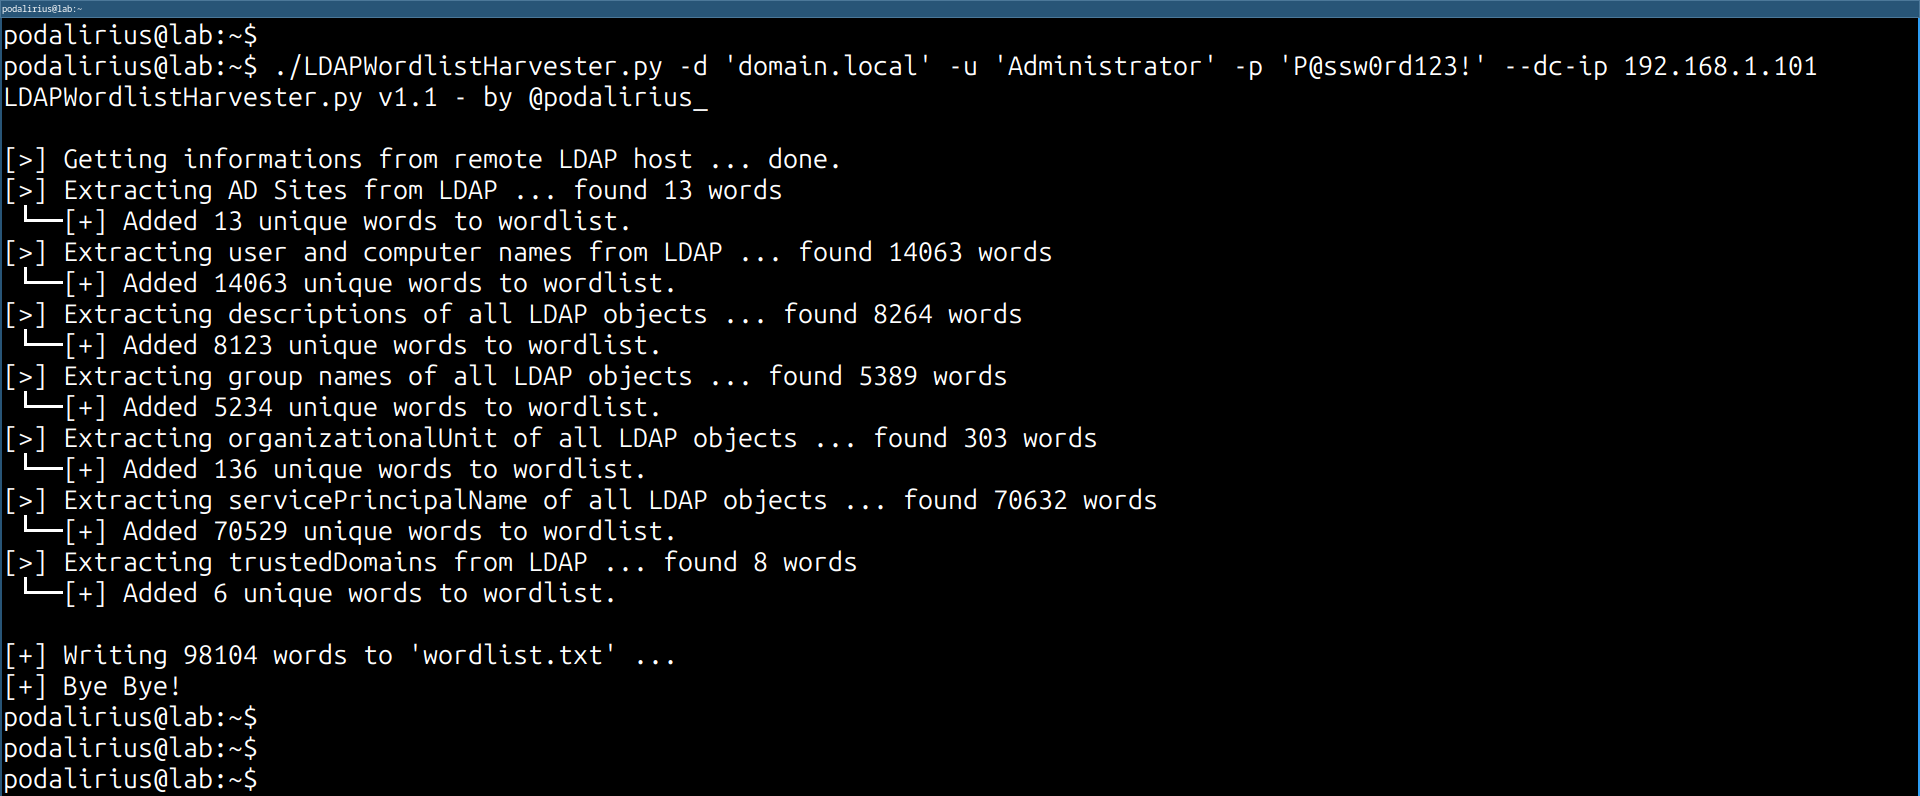 podalirius@lab:~
podalirius@lab:~$
podalirius@lab:~$ ./LDAPWordlistHarvester.py -d 'domain.local' -u 'Administrator' -p 'P@ssw0rd123!' --dc-ip 192.168.1.101
LDAPWordlistHarvester.py v1.1 - by @podalirius_
[>] Getting informations from remote LDAP host ... done.
[>] Extracting AD Sites from LDAP ... found 13 words
└──[+] Added 13 unique words to wordlist.
[>] Extracting user and computer names from LDAP ... found 14063 words
└──[+] Added 14063 unique words to wordlist.
[>] Extracting descriptions of all LDAP objects ... found 8264 words
└──[+] Added 8123 unique words to wordlist.
[>] Extracting group names of all LDAP objects ... found 5389 words
└──[+] Added 5234 unique words to wordlist.
[>] Extracting organizationalUnit of all LDAP objects ... found 303 words
└──[+] Added 136 unique words to wordlist.
[>] Extracting servicePrincipalName of all LDAP objects ... found 70632 words
└──[+] Added 70529 unique words to wordlist.
[>] Extracting trustedDomains from LDAP ... found 8 words
└──[+] Added 6 unique words to wordlist.
[+] Writing 98104 words to 'wordlist.txt' ...
[+] Bye Bye!
podalirius@lab:~$
podalirius@lab:~$
podalirius@lab:~$